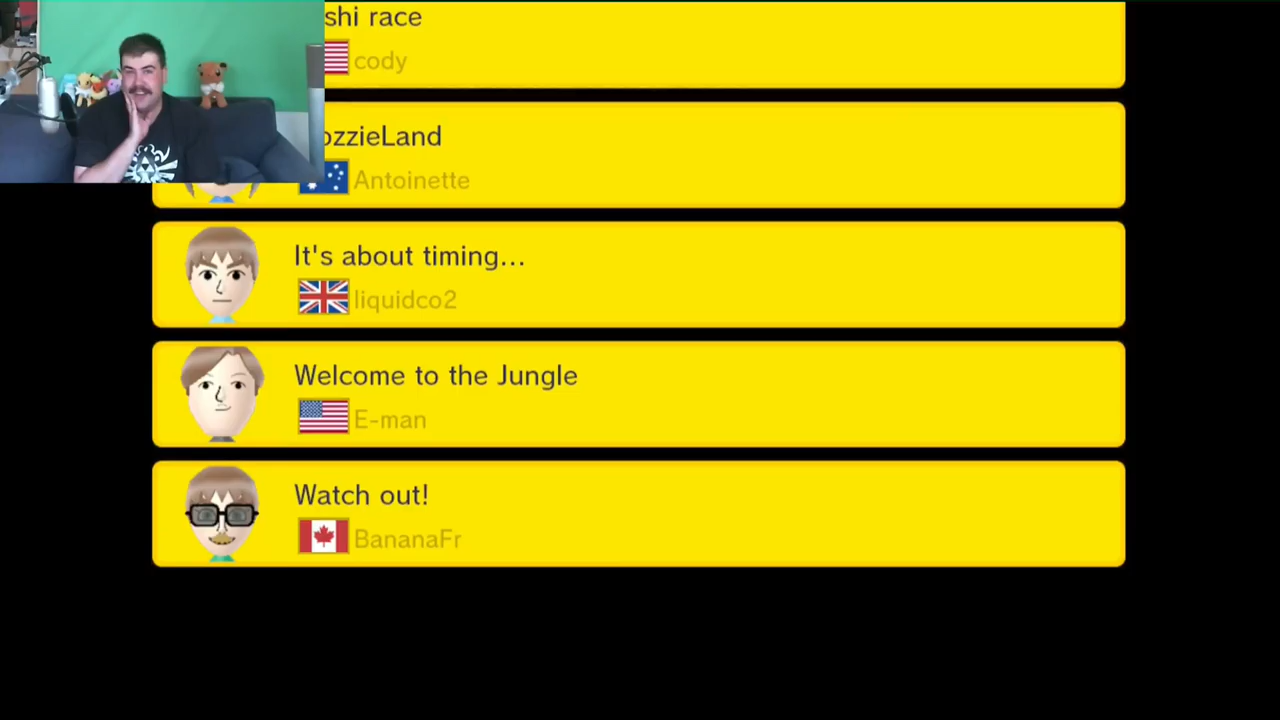 shi race
cody
ozzieLand
Antoinette
It's about timing...
liquidco2
Welcome to the Jungle
E-man
Watch out!
BananaFr